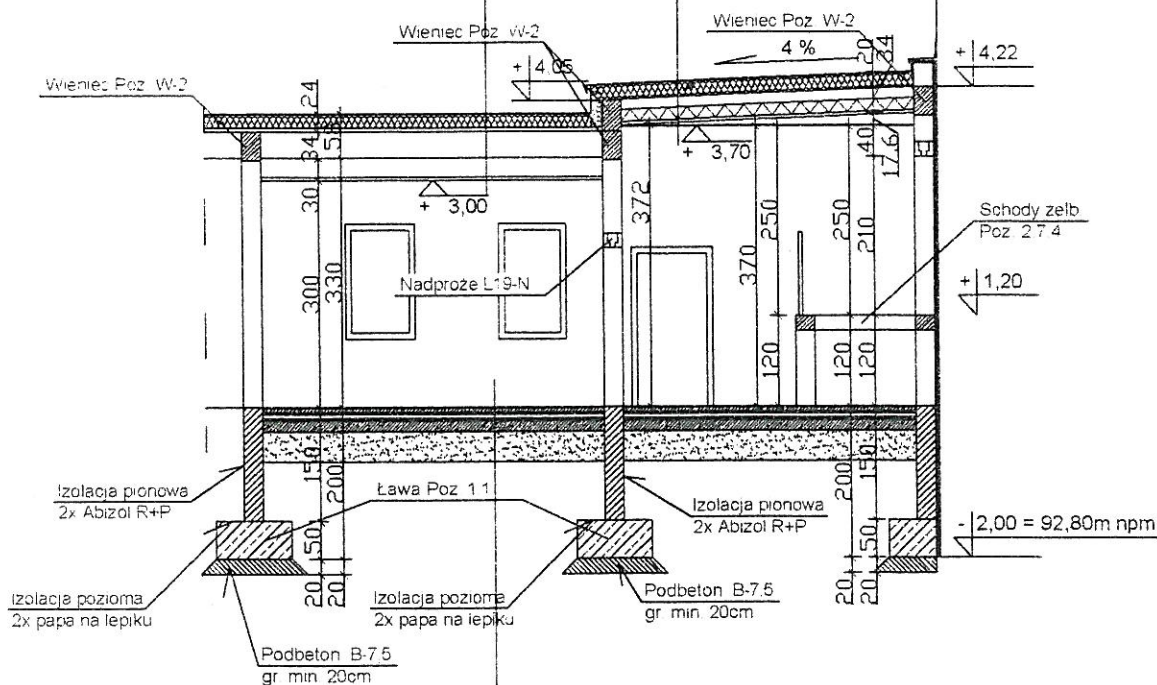 Wieniec Poz. W-2
Wieniec Poz W-2
Wieniec Poz. W-2
4 %
20
34
+ 4,05
+ 4,22
24
34
58
+ 3,70
40
17,6
30
+ 3,00
372
250
250
210
Schody żelb.
Poz. 2.7.4
Nadproże L19-N
300
330
370
+ 1,20
120
120
120
150
200
200
150
Izolacja pionowa
2x Abizol R+P
Ława Poz. 1.1
Izolacja pionowa
2x Abizol R+P
- 2,00 = 92,80m npm
50
50
20
20
20
20
Izolacja pozioma
2x papa na lepiku
Izolacja pozioma
2x papa na lepiku
Podbeton B-7.5
gr. min. 20cm
Podbeton B-7.5
gr. min. 20cm